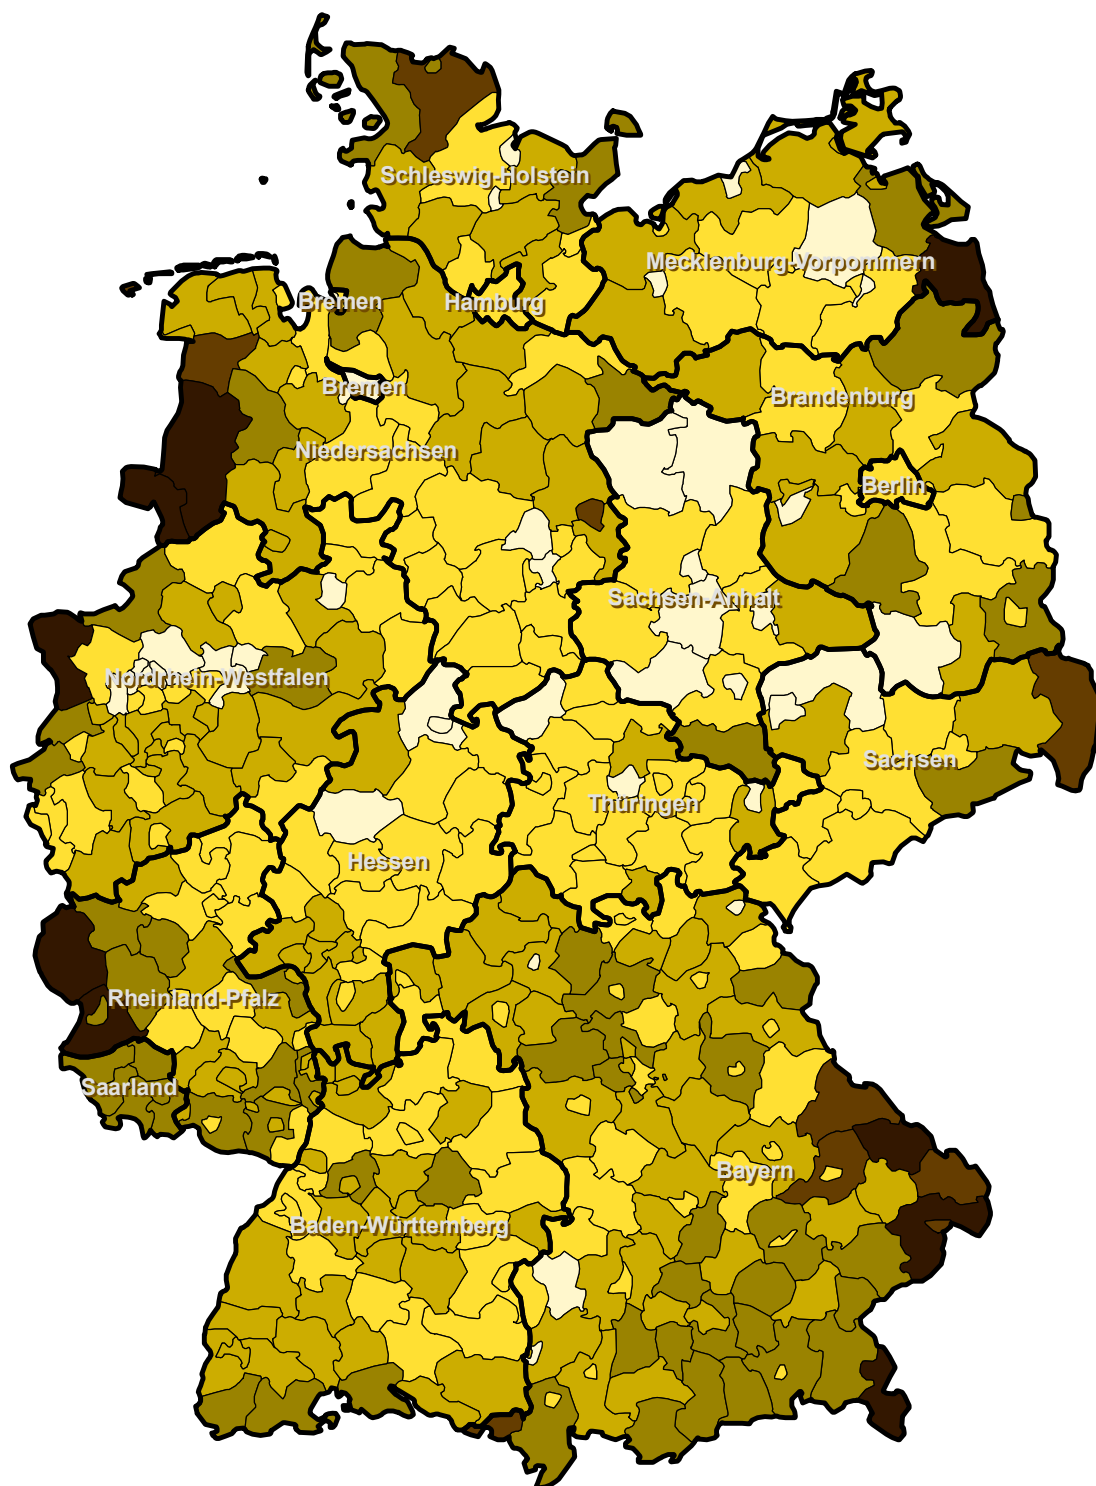 Schleswig-Holstein
Mecklenburg-Vorpommern
Bremen
Hamburg
Bremen
Brandenburg
Niedersachsen
Berlin
Sachsen-Anhalt
Nordrhein-Westfalen
Sachsen
Thüringen
Hessen
Rheinland-Pfalz
Saarland
Bayern
Baden-Württemberg